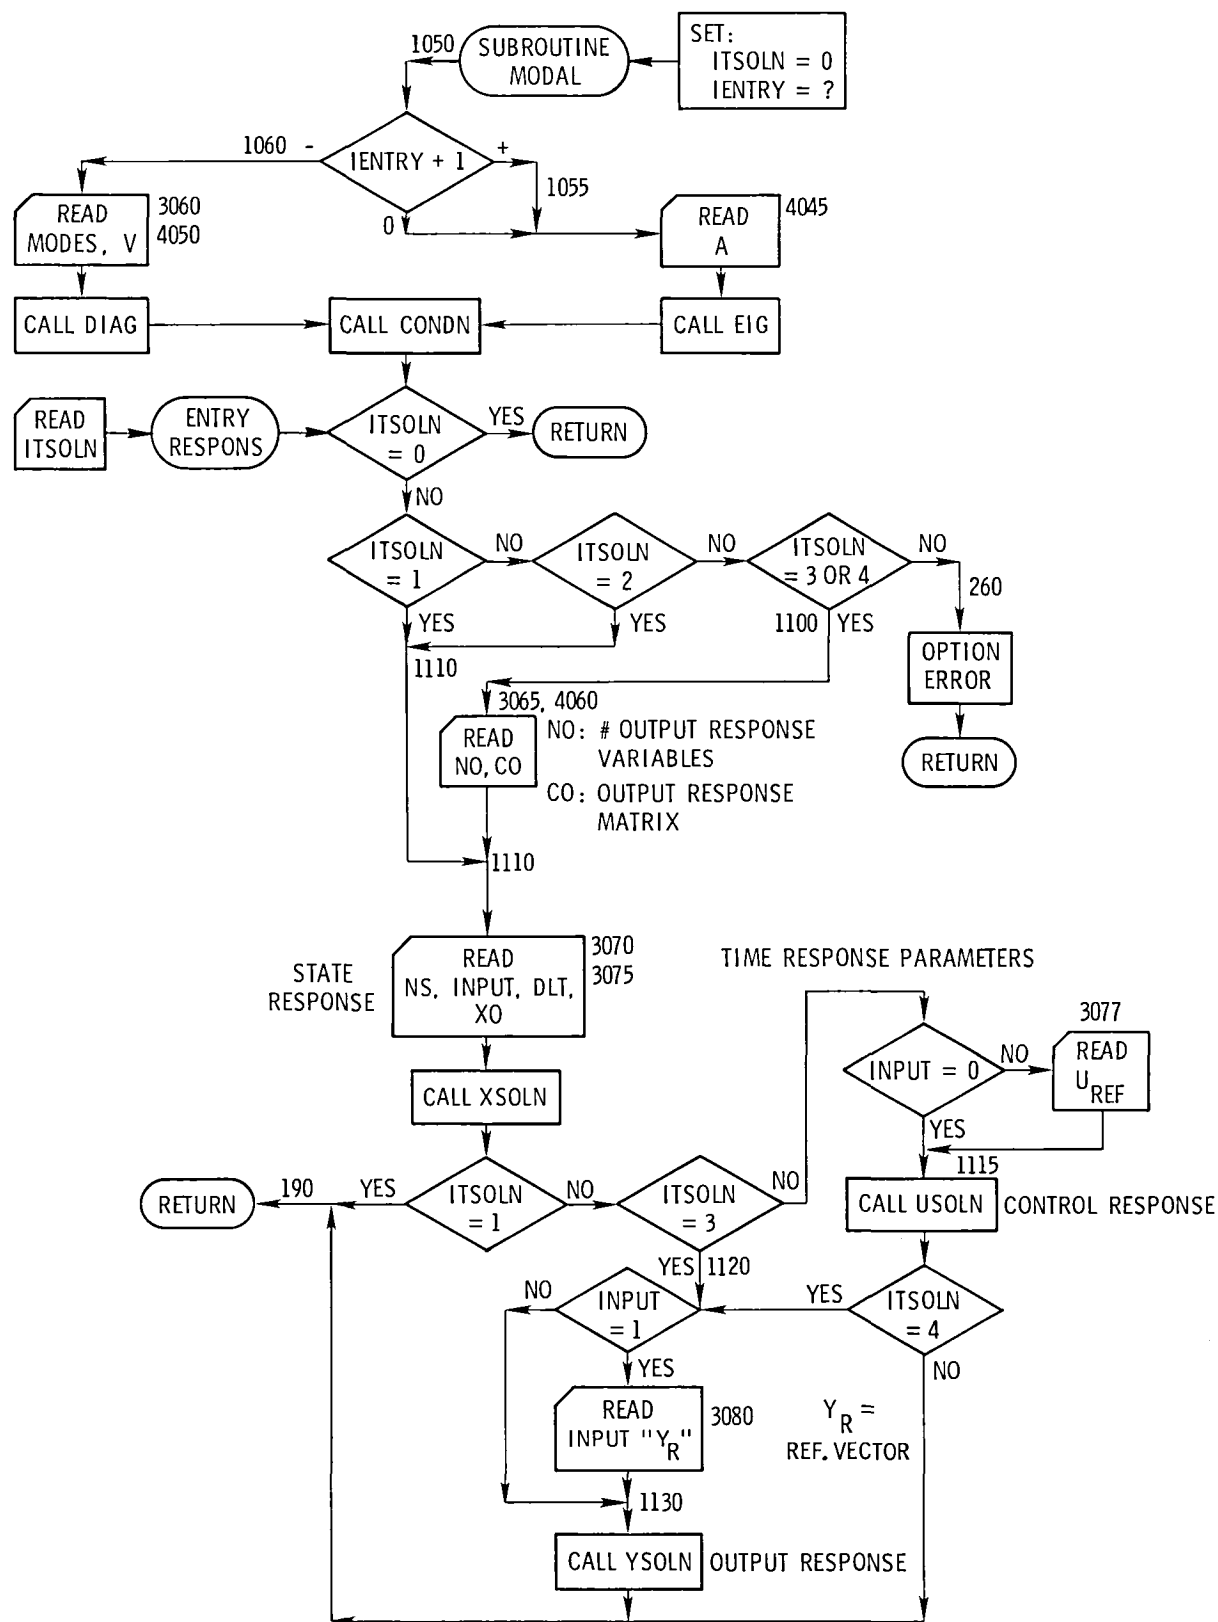 SET:
ITSOLN = 0
IENTRY = ?
SUBROUTINE
MODAL
1050
IENTRY + 1
1060 -
+
1055
0
READ
MODES, V
3060
4050
READ
A
4045
CALL DIAG
CALL CONDN
CALL EIG
READ
ITSOLN
ENTRY
RESPONS
ITSOLN
= 0
YES
RETURN
NO
ITSOLN
= 1
NO
ITSOLN
= 2
NO
ITSOLN
= 3 OR 4
NO
260
YES
YES
1100
YES
1110
OPTION
ERROR
RETURN
3065, 4060
READ
NO, CO
NO: # OUTPUT RESPONSE
VARIABLES
CO: OUTPUT RESPONSE
MATRIX
1110
STATE
RESPONSE
READ
NS, INPUT, DLT,
XO
3070
3075
TIME RESPONSE PARAMETERS
INPUT = 0
NO
3077
READ
U REF
YES
1115
CALL XSOLN
CALL USOLN
CONTROL RESPONSE
RETURN
190
YES
ITSOLN
= 1
NO
ITSOLN
= 3
NO
YES
1120
ITSOLN
= 4
YES
NO
INPUT
= 1
NO
YES
READ
INPUT "Y R"
3080
Y R =
REF. VECTOR
1130
CALL YSOLN
OUTPUT RESPONSE